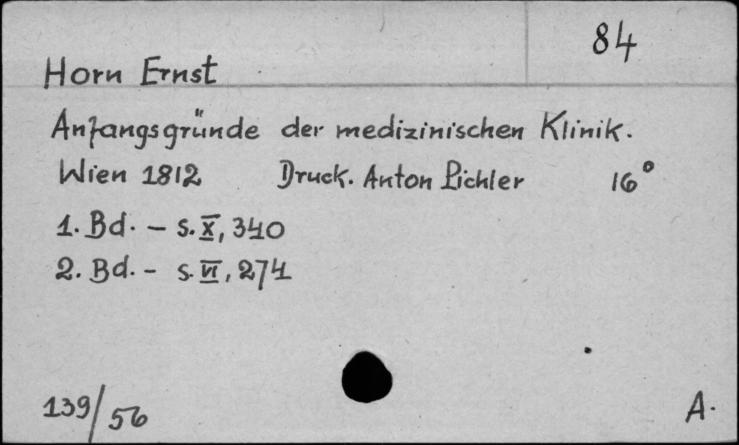 84
Horn Ernst
Anfangsgründe der medizinischen Klinik.
Wien 1812 Druck. Anton Pichler 16°
1. Bd. – s. X, 340
2. Bd. - s. VI, 274
139/56 A.